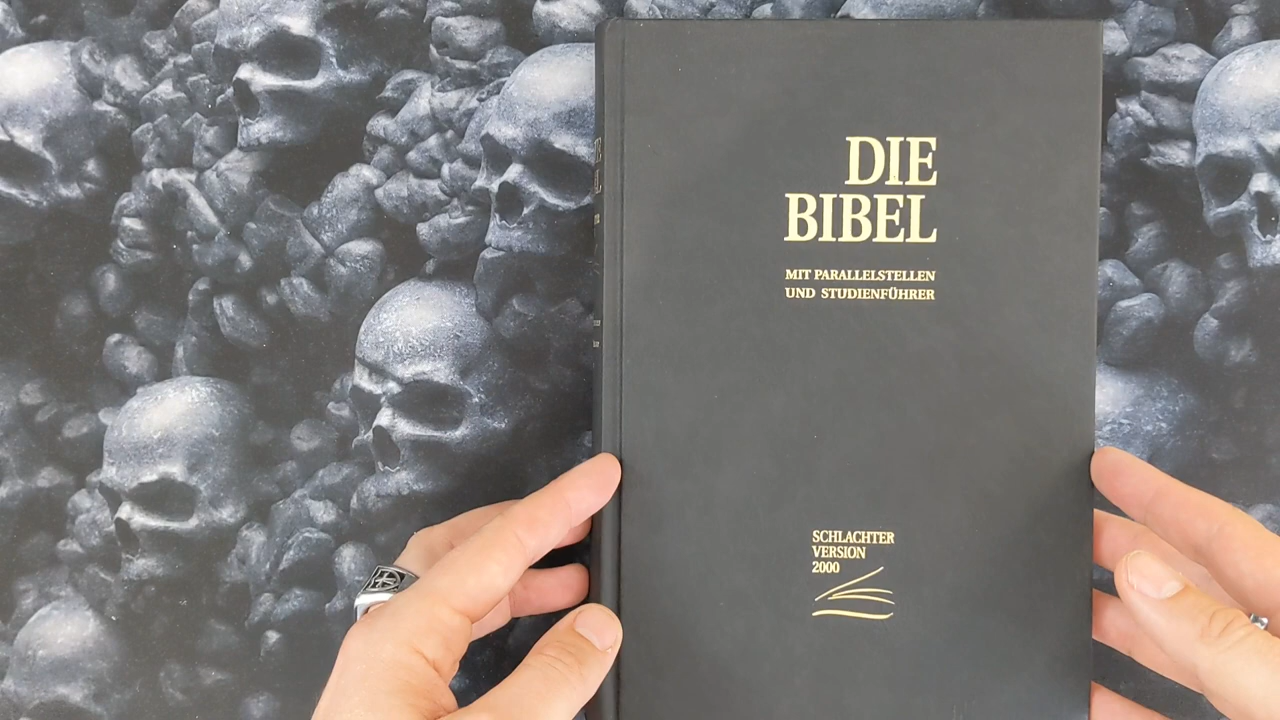 DIE
BIBEL
MIT PARALLELSTELLEN
UND STUDIENFÜHRER
SCHLACHTER
VERSION
2000